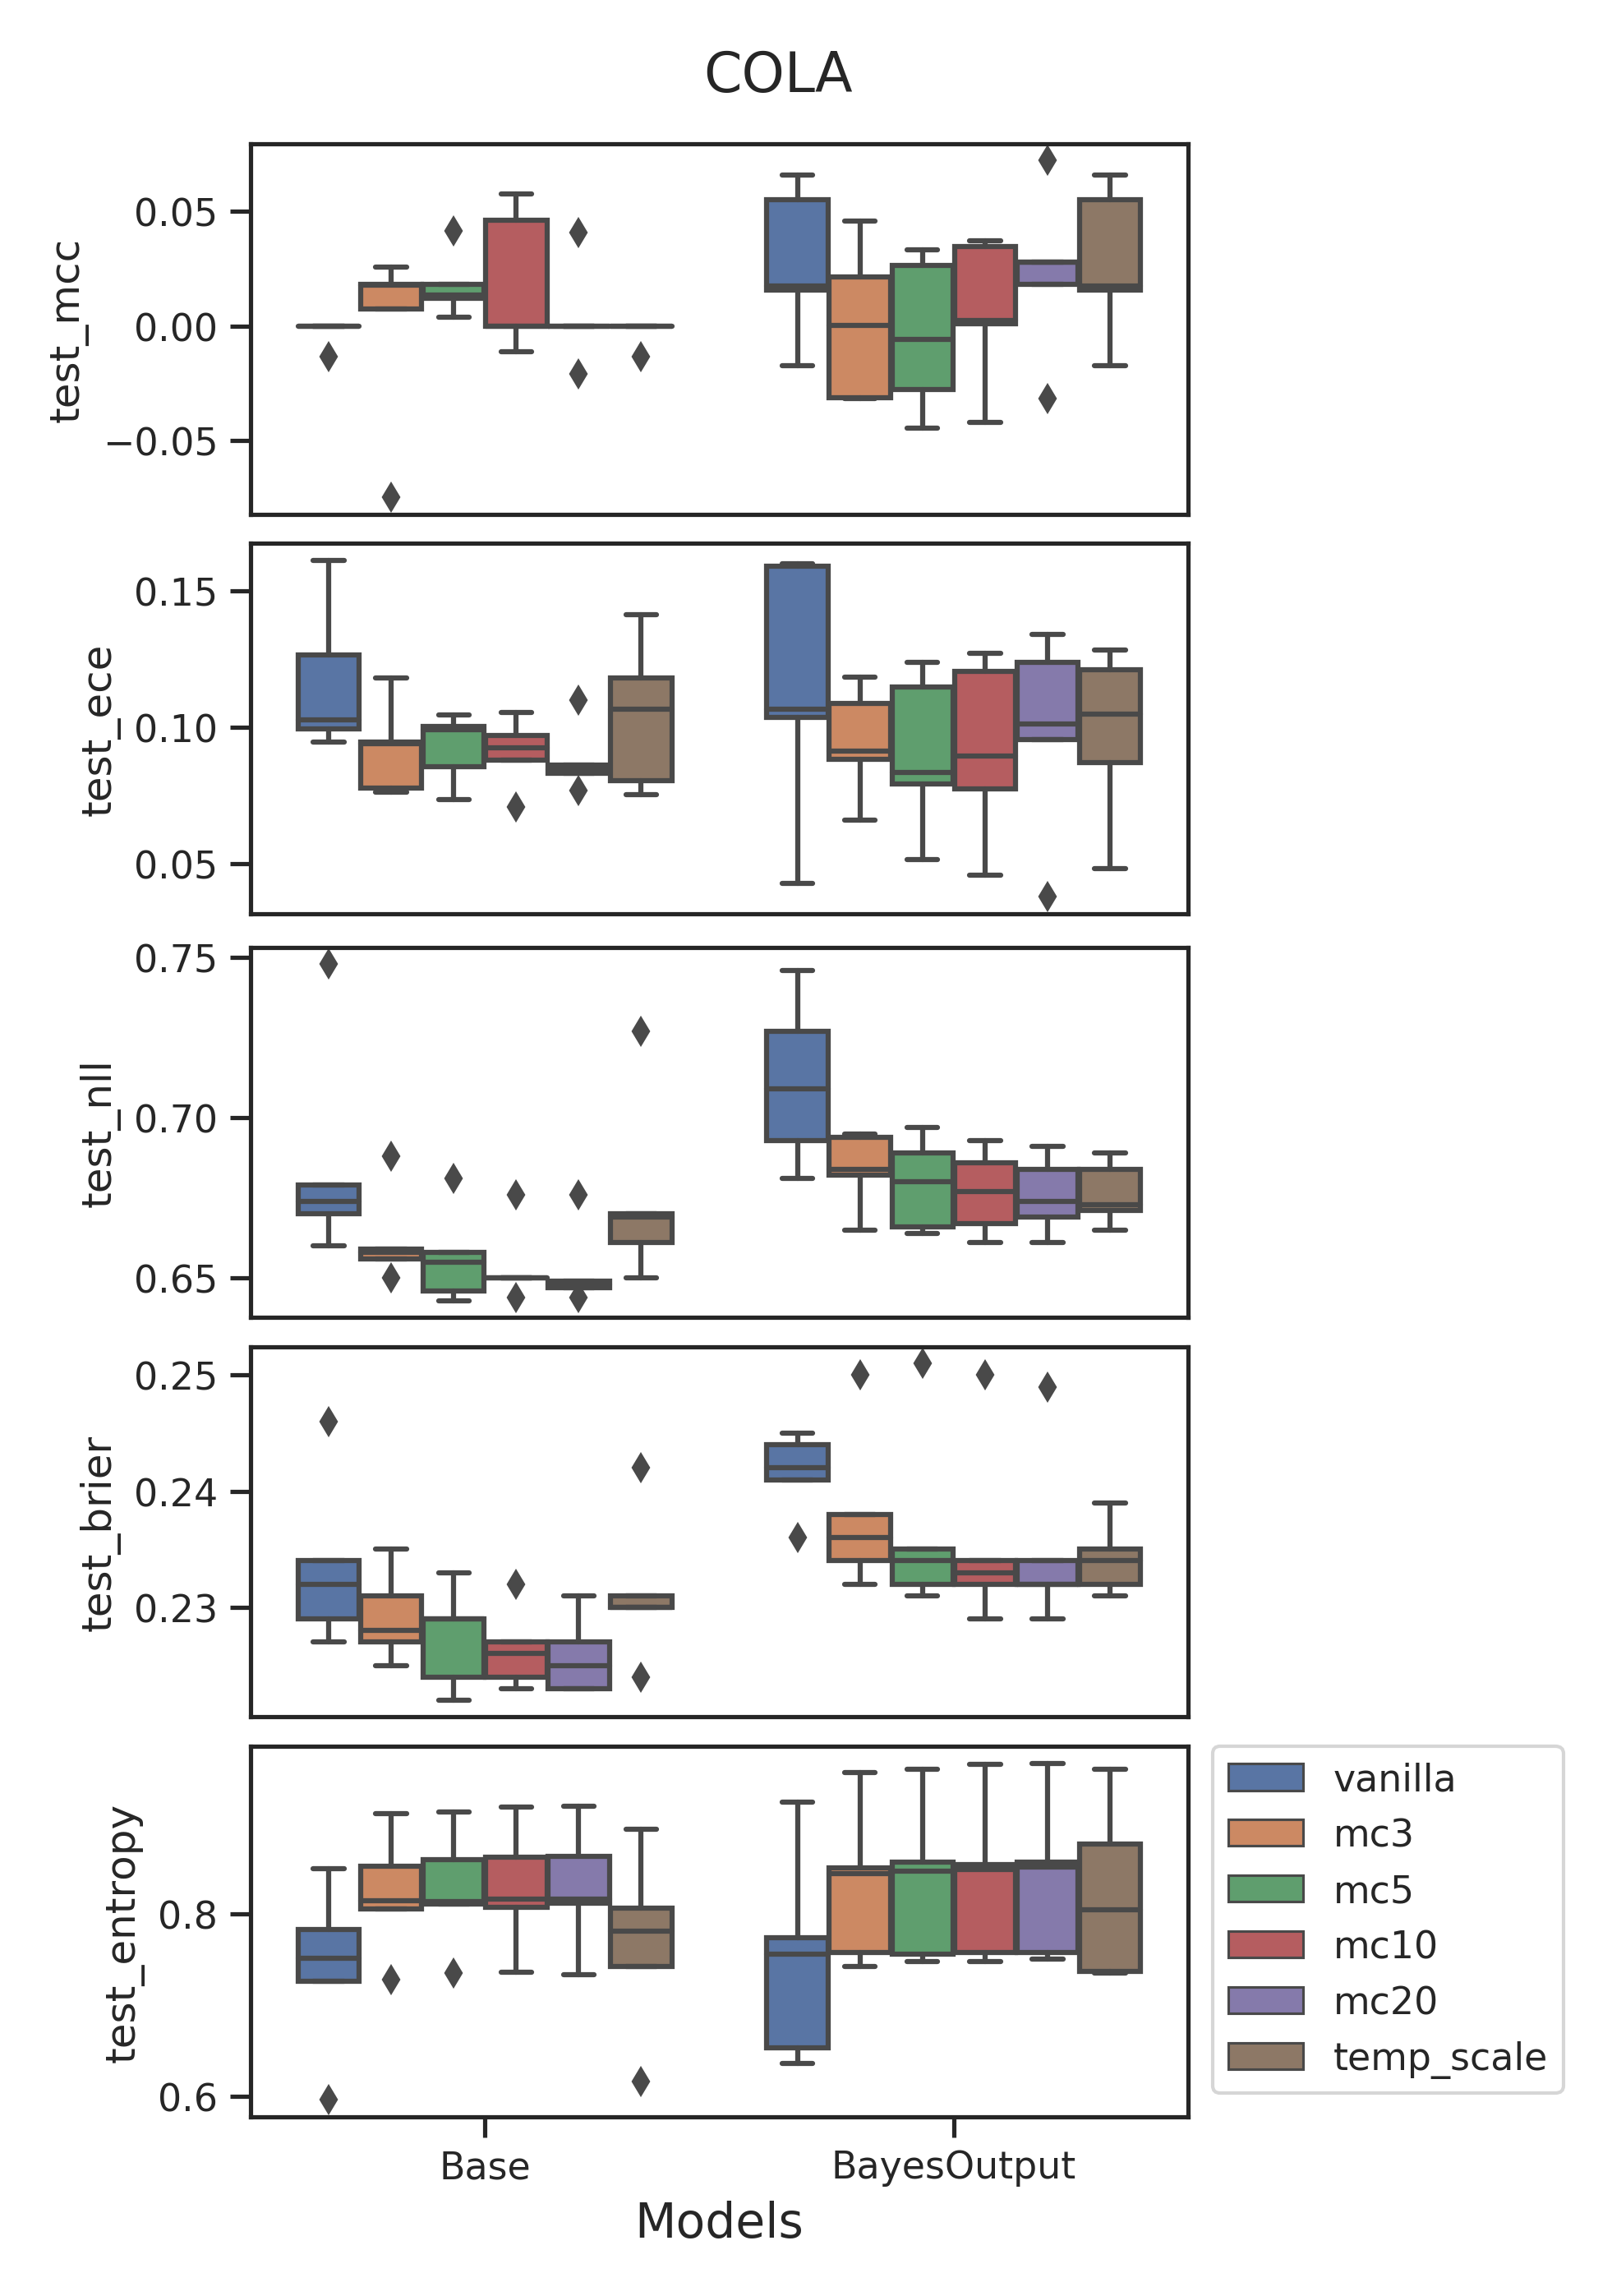 COLA
test_mcc
0.05
0.00
−0.05
test_ece
0.15
0.10
0.05
test_nll
0.75
0.70
0.65
test_brier
0.25
0.24
0.23
test_entropy
0.8
0.6
vanilla
mc3
mc5
mc10
mc20
temp_scale
Base
BayesOutput
Models